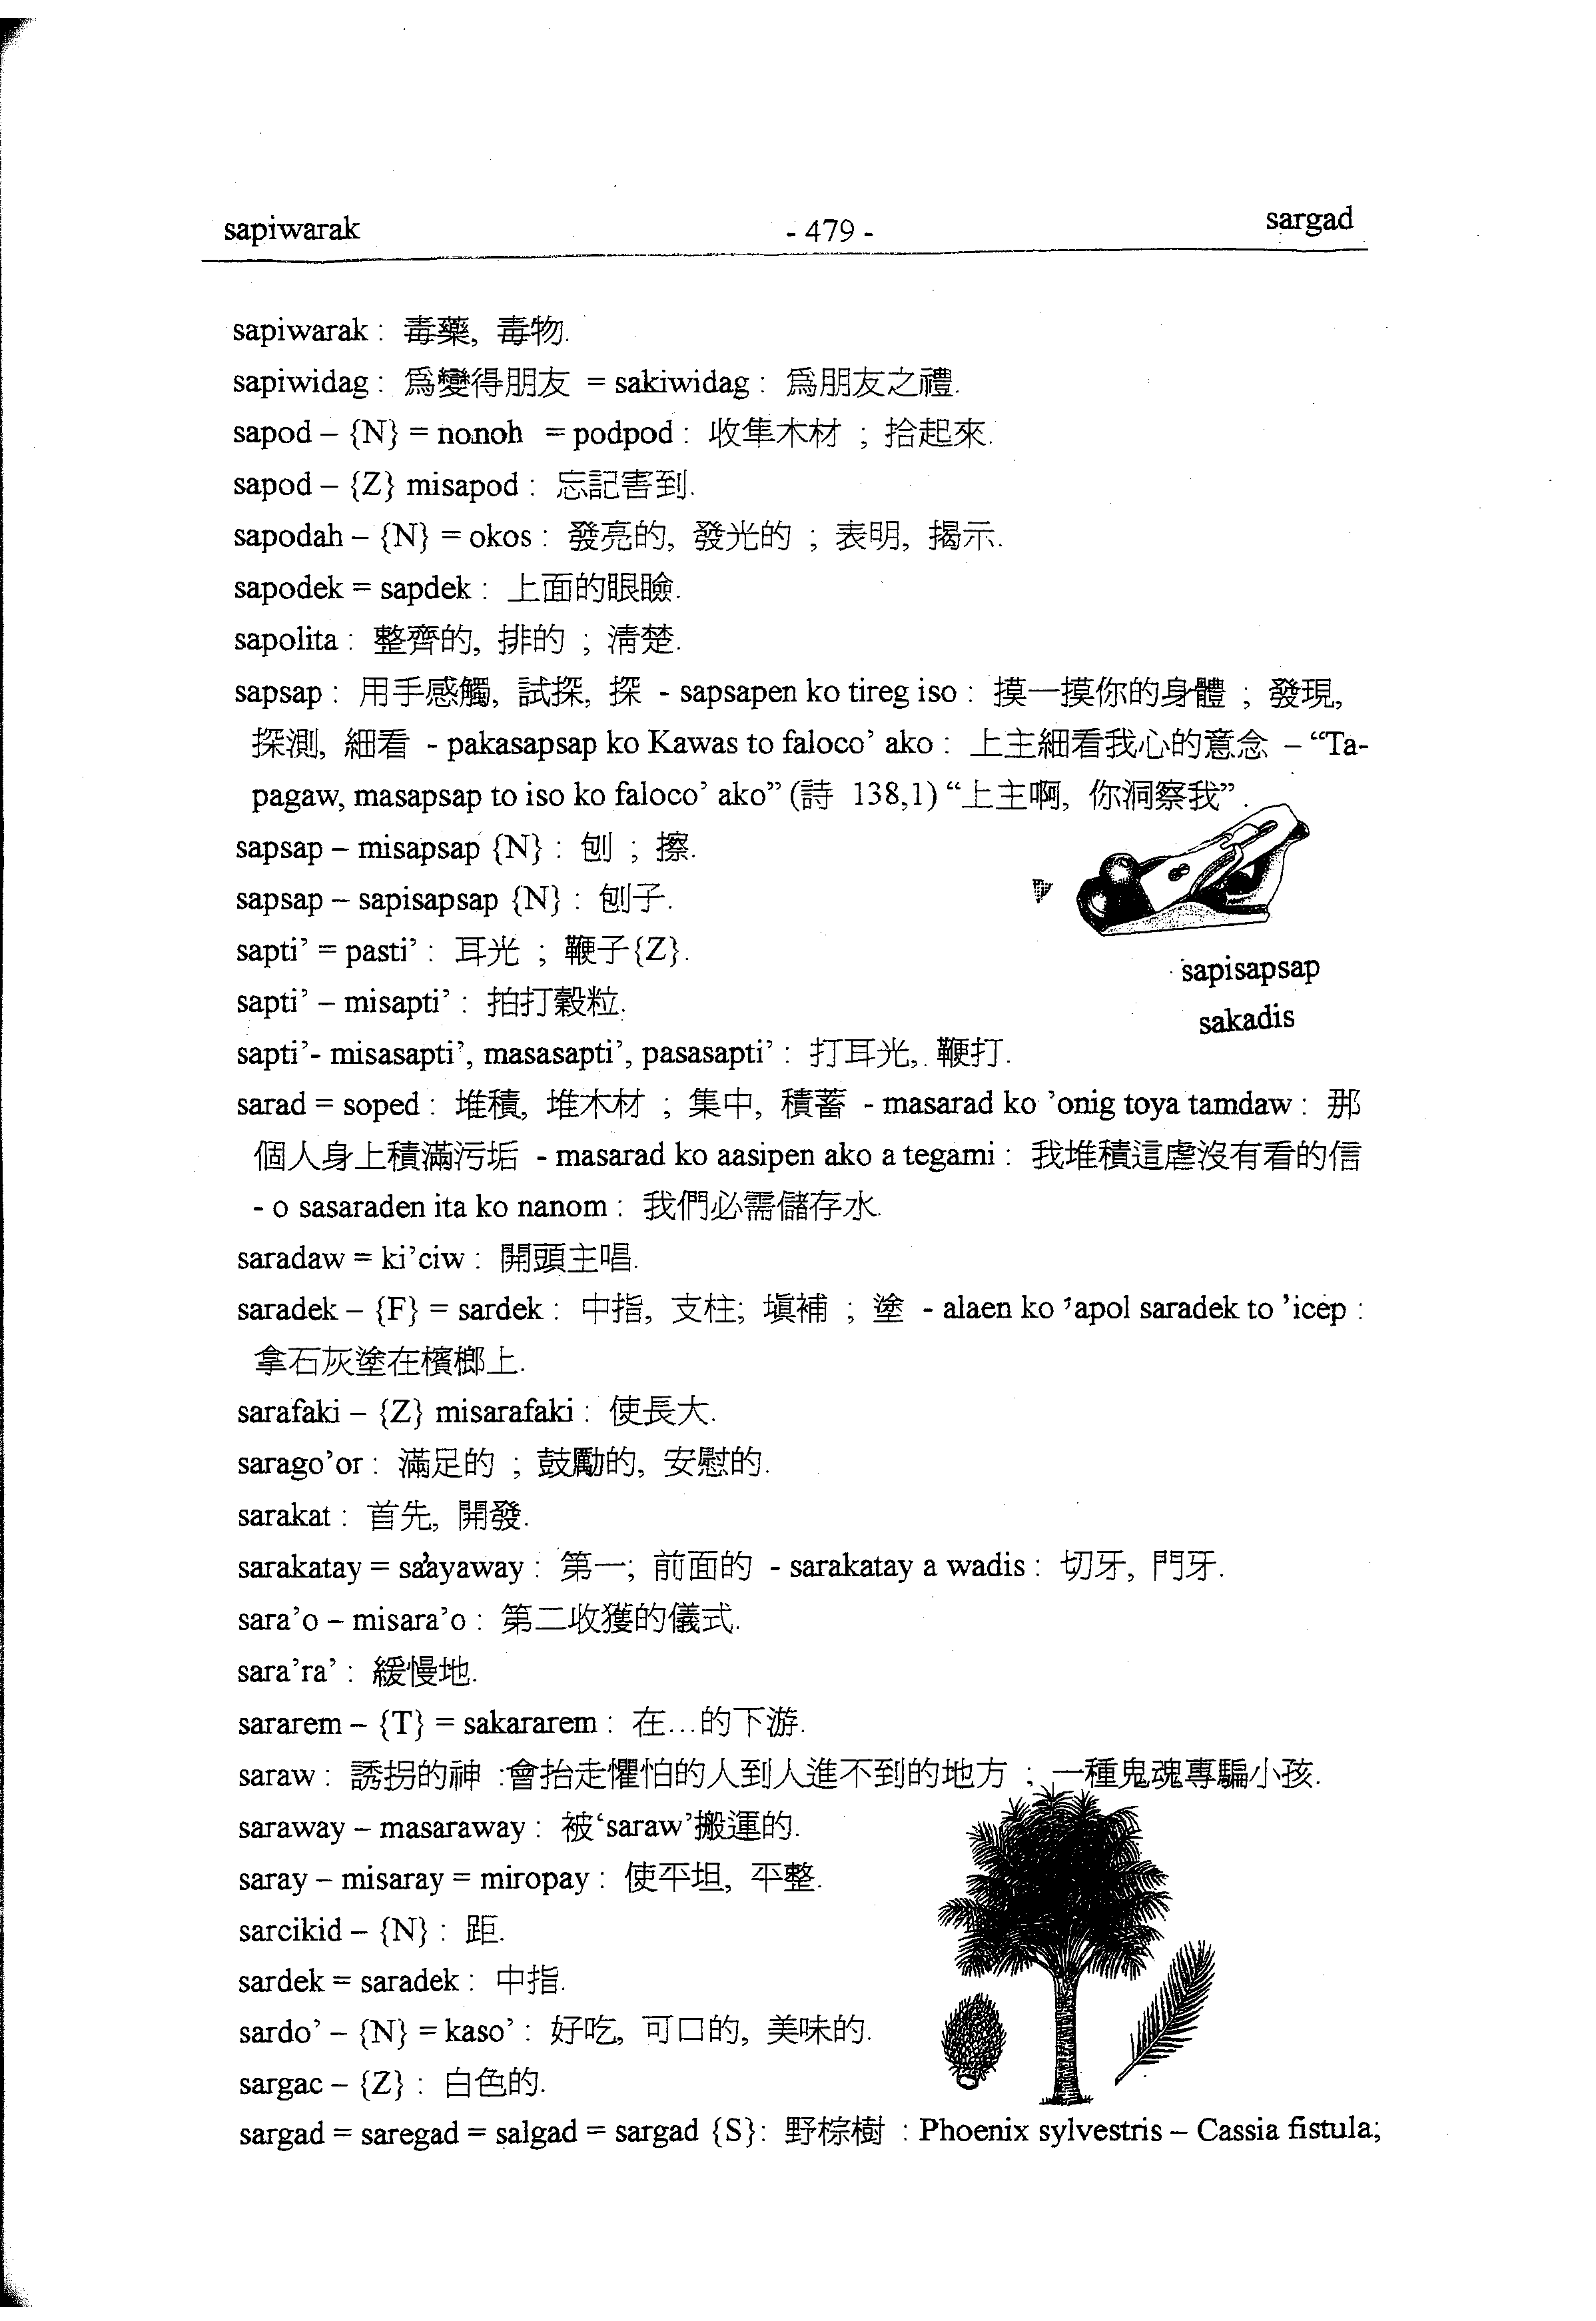 sapiwarak - 479 - sargad
sapiwarak : 毒藥, 毒物.
sapiwidag : 爲變得朋友 = sakiwidag : 爲朋友之禮.
sapod – {N} = nonoh = podpod : 收隼木材 ; 拾起來.
sapod – {Z} misapod : 忘記害到.
sapodah – {N} = okos : 發亮的, 發光的 ; 表明, 揭示.
sapodek = sapdek : 上面的眼瞼.
sapolita : 整齊的, 排的 ; 清楚.
sapsap : 用手感觸, 試探, 探 - sapsapen ko tireg iso : 摸一摸你的身體 ; 發現,
探測, 細看 - pakasapsap ko Kawas to faloco’ ako : 上主細看我心的意念 – “Ta-
pagaw, masapsap to iso ko faloco’ ako” (詩 138,1) “上主啊, 你洞察我”.
sapsap – misapsap {N} : 刨 ; 擦.
sapsap – sapisapsap {N} : 刨子.
sapti’ = pasti’ : 耳光 ; 鞭子{Z}.
sapisapsap
sapti’ – misapti’ : 拍打穀粒.
sakadis
sapti’- misasapti’, masasapti’, pasasapti’ : 打耳光, 鞭打.
sarad = soped : 堆積, 堆木材 ; 集中, 積蓄 - masarad ko ’onig toya tamdaw : 那
個人身上積滿污垢 - masarad ko aasipen ako a tegami : 我堆積這虐沒有看的信
- o sasaraden ita ko nanom : 我們必需儲存水.
saradaw = ki’ciw : 開頭主唱.
saradek – {F} = sardek : 中指, 支柱; 塡補 ; 塗 - alaen ko ’apol saradek to ’icep :
拿石灰塗在檳榔上.
sarafaki – {Z} misarafaki : 使長大.
sarago’or : 滿足的 ; 鼓勵的, 安慰的.
sarakat : 首先, 開發.
sarakatay = sa’ayaway : 第一; 前面的 - sarakatay a wadis : 切牙, 門牙.
sara’o – misara’o : 第二收獲的儀式.
sara’ra’ : 緩慢地.
sararem – {T} = sakararem : 在…的下游.
saraw : 誘拐的神 :會抬走懼怕的人到人進不到的地方 ; 一種鬼魂專騙小孩.
saraway – masaraway : 被‘saraw’搬運的.
saray – misaray = miropay : 使平坦, 平整.
sarcikid – {N} : 距.
sardek = saradek : 中指.
sardo’ – {N} = kaso’ : 好吃, 可口的, 美味的.
sargac – {Z} : 白色的.
sargad = saregad = salgad = sargad {S}: 野棕樹 : Phoenix sylvestris – Cassia fistula;